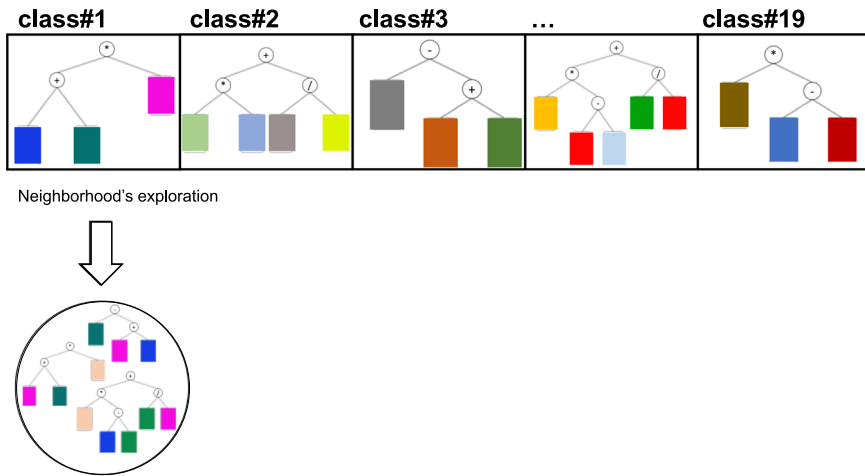 class#1 class#2 class#3 … class#19
* + - + *
+ * / + * / -
-
Neighborhood’s exploration
-
+
*
+
+
* /
-